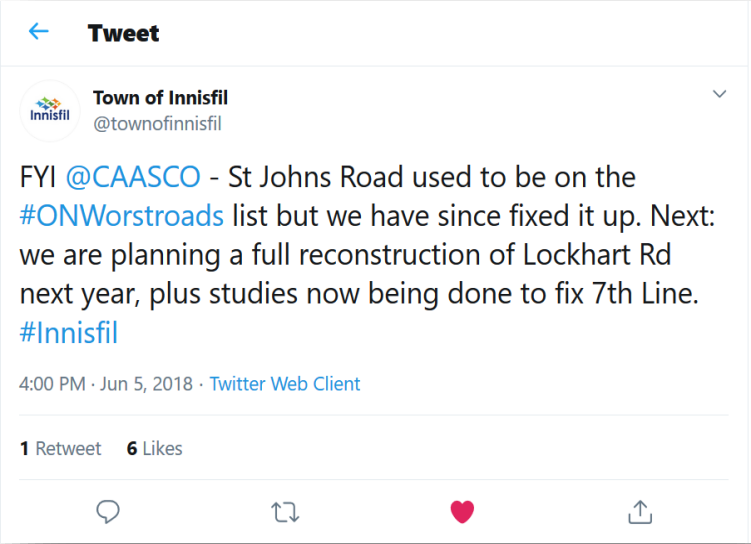 Tweet
Innisfil
Town of Innisfil
@townofinnisfil
FYI @CAASCO - St Johns Road used to be on the
#ONWorstroads list but we have since fixed it up. Next:
we are planning a full reconstruction of Lockhart Rd
next year, plus studies now being done to fix 7th Line.
#Innisfil
4:00 PM · Jun 5, 2018 · Twitter Web Client
1 Retweet 6 Likes